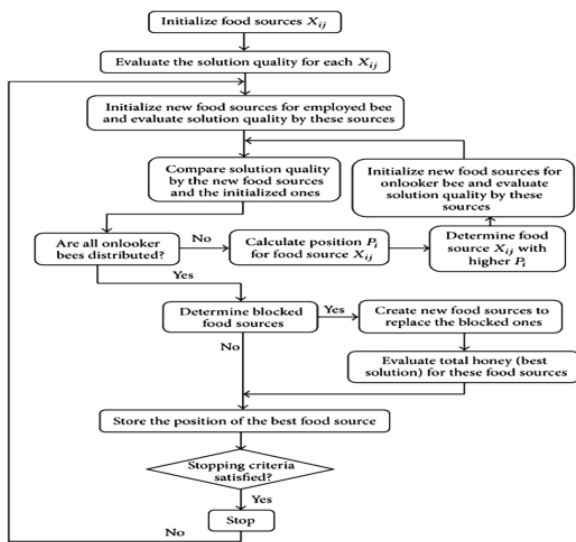 Initialize food sources X_ij
Evaluate the solution quality for each X_ij
Initialize new food sources for employed bee
and evaluate solution quality by these sources
Compare solution quality
by the new food sources
and the initialized ones
Initialize new food sources for
onlooker bee and evaluate
solution quality by these
sources
Are all onlooker
bees distributed?
No
Calculate position P_i
for food source X_ij
Determine food
source X_ij with
higher P_i
Yes
Determine blocked
food sources
Yes
Create new food sources to
replace the blocked ones
No
Evaluate total honey (best
solution) for these food sources
Store the position of the best food source
Stopping criteria
satisfied?
Yes
Stop
No